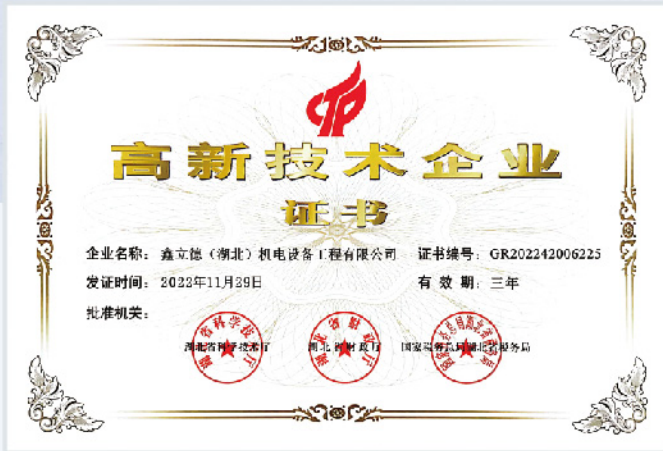 高新技术企业
证书
企业名称：鑫立德（湖北）机电设备工程有限公司 证书编号：GR202242006225
发证时间：2022年11月29日 有效期：三年
批准机关：
湖北省科学技术厅 湖北省财政厅 国家税务总局湖北省税务局